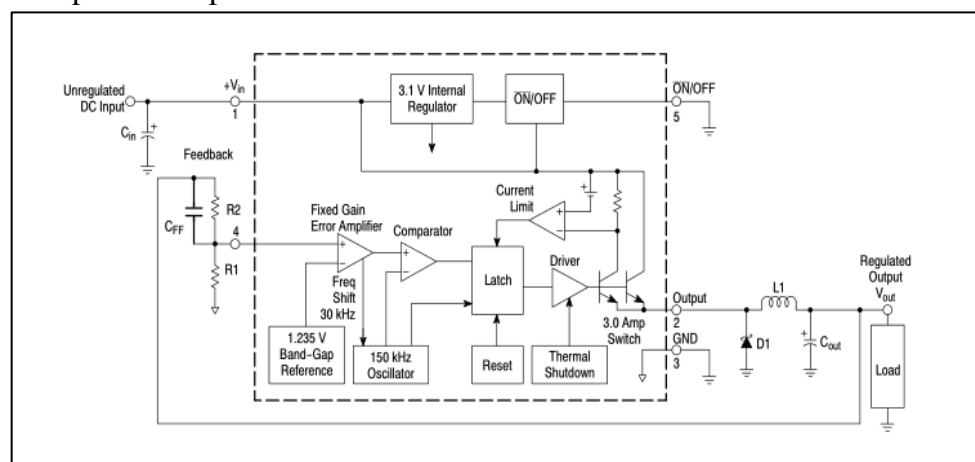 Unregulated
DC Input
+Vin
1
Cin
3.1 V Internal
Regulator
ON/OFF
ON/OFF
5
Feedback
CFF
R2
R1
4
Fixed Gain
Error Amplifier
Comparator
Current
Limit
Freq
Shift
30 kHz
Latch
Driver
1.235 V
Band-Gap
Reference
150 kHz
Oscillator
Reset
Thermal
Shutdown
3.0 Amp
Switch
Output
2
GND
3
L1
D1
Cout
Regulated
Output
Vout
Load